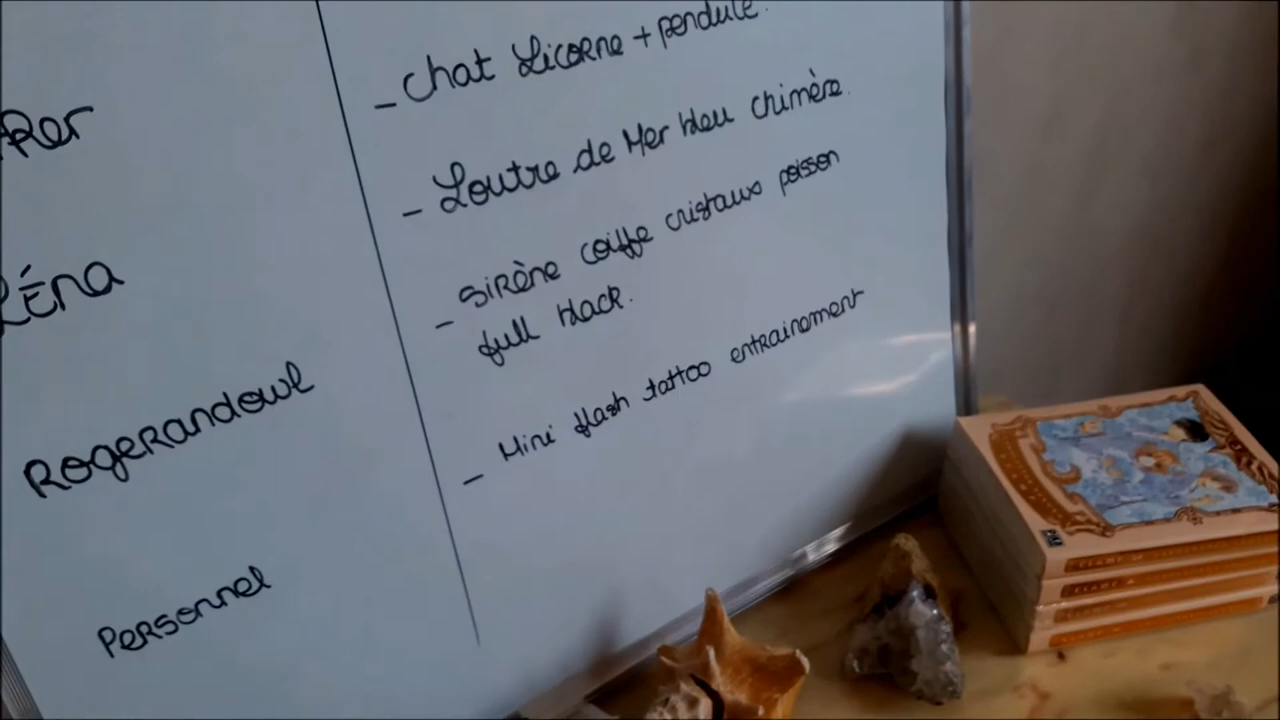 - Chat Licorne + pendule.
- Loutre de Mer bleu chimère.
Léna
- Sirène coiffe cristaux poisson
full black.
Rogerandowl
- Mini flash tattoo entrainement
Personnel